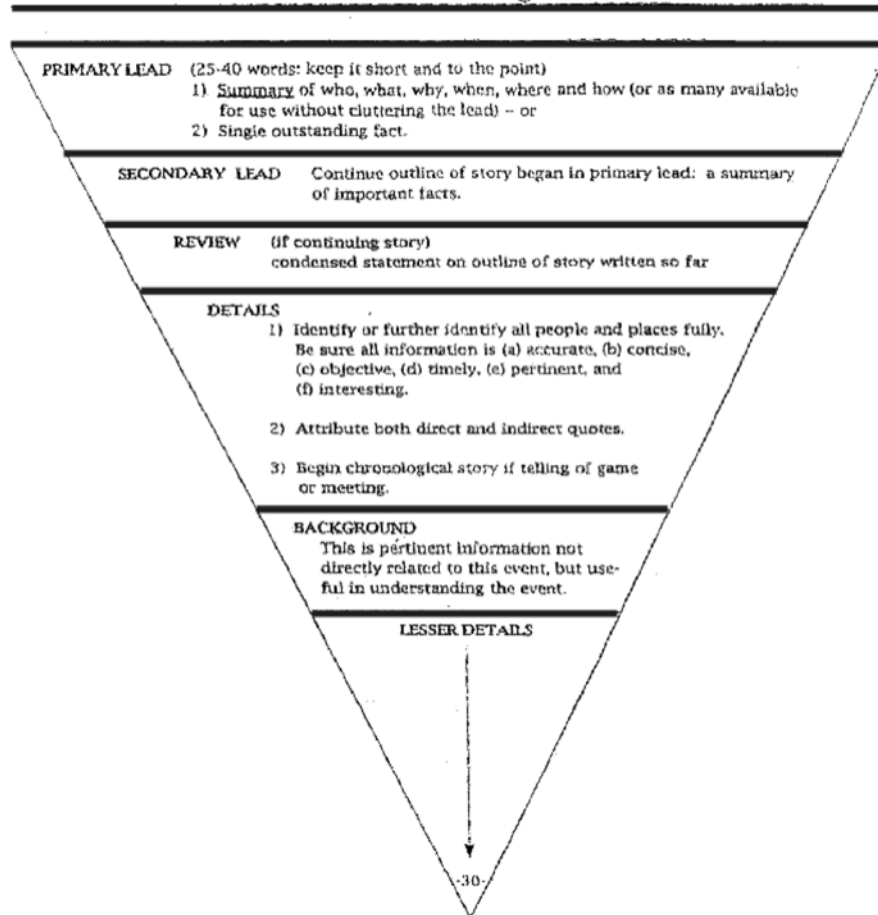 PRIMARY LEAD (25-40 words: keep it short and to the point)
1) Summary of who, what, why, when, where and how (or as many available
for use without cluttering the lead) – or
2) Single outstanding fact.
SECONDARY LEAD Continue outline of story began in primary lead: a summary
of important facts.
REVIEW (if continuing story)
condensed statement on outline of story written so far
DETAILS
1) Identify or further identify all people and places fully.
Be sure all information is (a) accurate, (b) concise,
(c) objective, (d) timely, (e) pertinent, and
(f) interesting.
2) Attribute both direct and indirect quotes.
3) Begin chronological story if telling of game
or meeting.
BACKGROUND
This is pertinent information not
directly related to this event, but use-
ful in understanding the event.
LESSER DETAILS
-30-